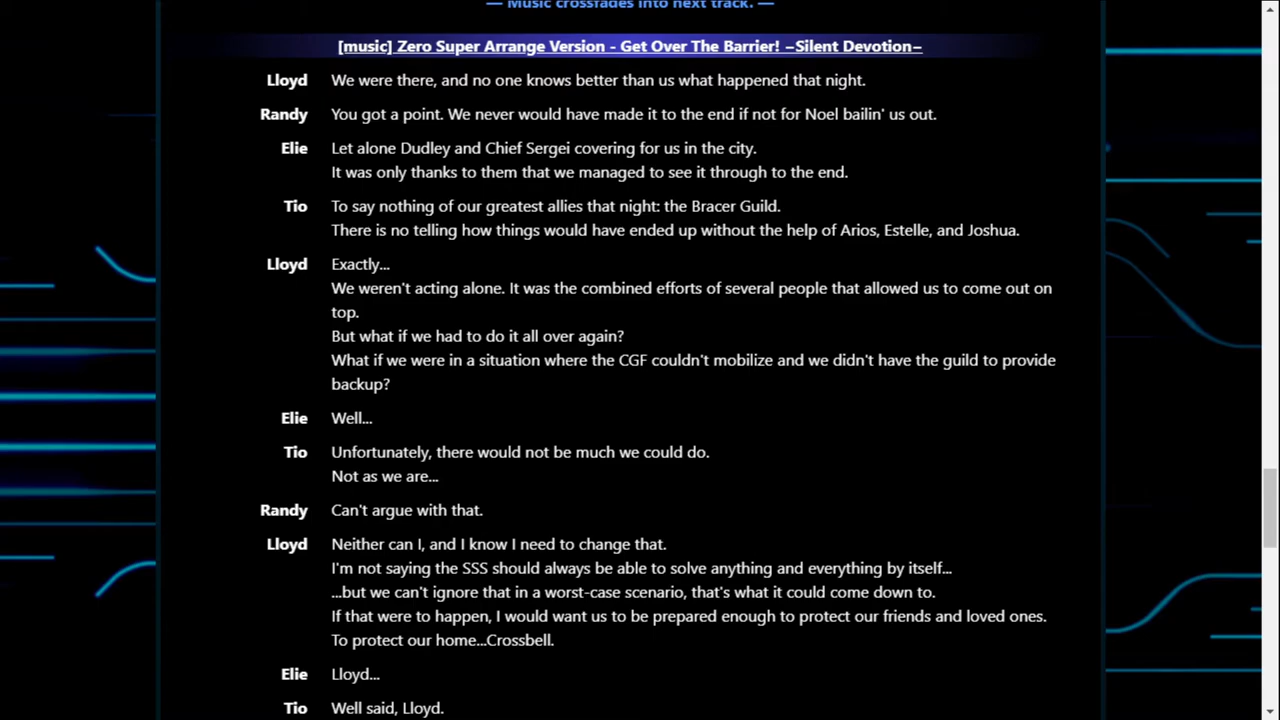 — Music crossfades into next track. —
[music] Zero Super Arrange Version - Get Over The Barrier! −Silent Devotion−
Lloyd We were there, and no one knows better than us what happened that night.
Randy You got a point. We never would have made it to the end if not for Noel bailin' us out.
Elie Let alone Dudley and Chief Sergei covering for us in the city.
It was only thanks to them that we managed to see it through to the end.
Tio To say nothing of our greatest allies that night: the Bracer Guild.
There is no telling how things would have ended up without the help of Arios, Estelle, and Joshua.
Lloyd Exactly...
We weren't acting alone. It was the combined efforts of several people that allowed us to come out on
top.
But what if we had to do it all over again?
What if we were in a situation where the CGF couldn't mobilize and we didn't have the guild to provide
backup?
Elie Well...
Tio Unfortunately, there would not be much we could do.
Not as we are...
Randy Can't argue with that.
Lloyd Neither can I, and I know I need to change that.
I'm not saying the SSS should always be able to solve anything and everything by itself...
...but we can't ignore that in a worst-case scenario, that's what it could come down to.
If that were to happen, I would want us to be prepared enough to protect our friends and loved ones.
To protect our home...Crossbell.
Elie Lloyd...
Tio Well said, Lloyd.